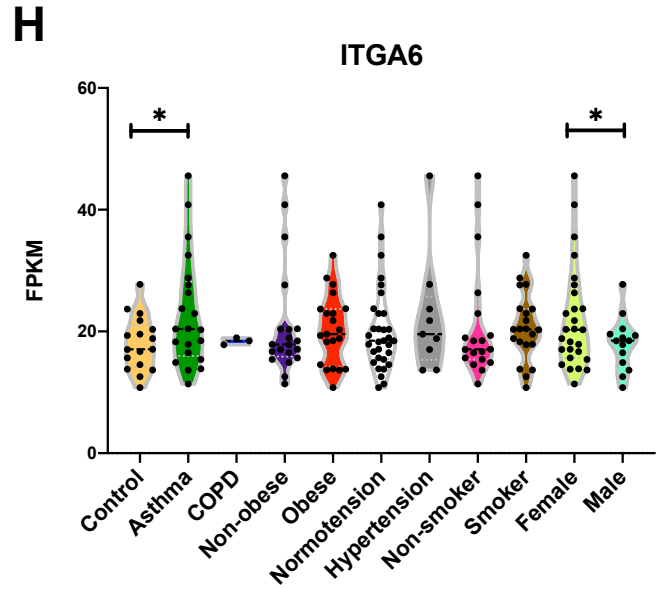 H
ITGA6
60
*
*
40
FPKM
20
0
Control
Asthma
COPD
Non-obese
Obese
Normotension
Hypertension
Non-smoker
Smoker
Female
Male